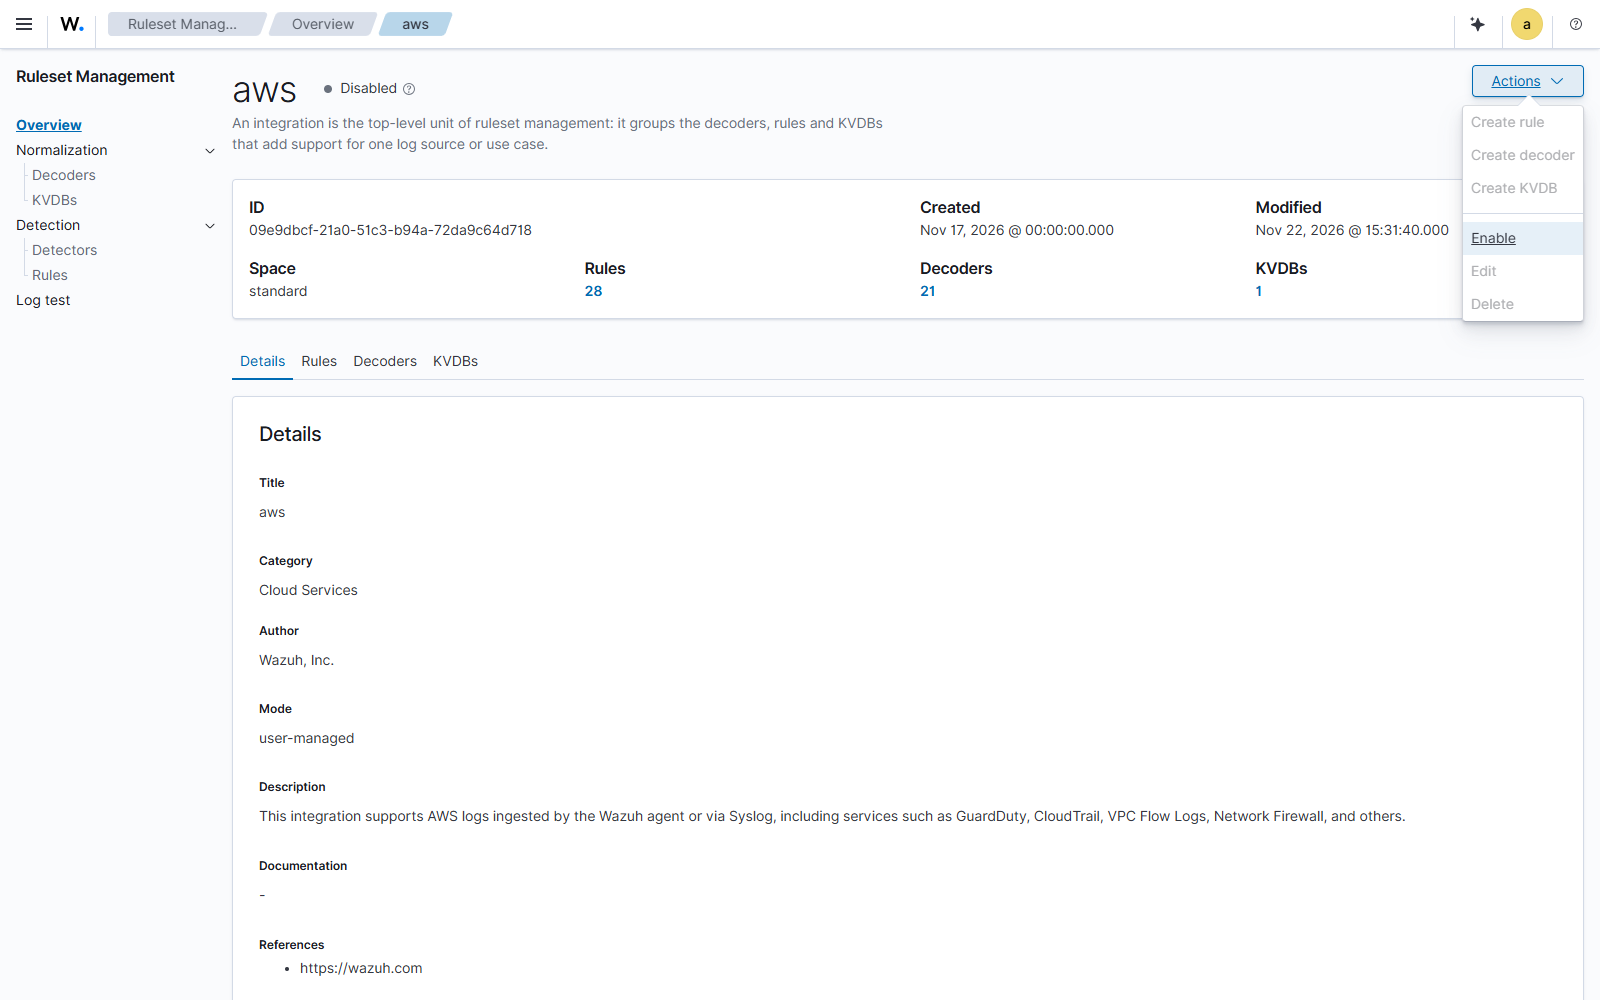 W.
Ruleset Manag...
Overview
aws
a
Ruleset Management
Overview
Normalization
Decoders
KVDBs
Detection
Detectors
Rules
Log test
aws
Disabled
An integration is the top-level unit of ruleset management: it groups the decoders, rules and KVDBs
that add support for one log source or use case.
Actions
Create rule
Create decoder
Create KVDB
Enable
Edit
Delete
ID
09e9dbcf-21a0-51c3-b94a-72da9c64d718
Created
Nov 17, 2026 @ 00:00:00.000
Modified
Nov 22, 2026 @ 15:31:40.000
Space
standard
Rules
28
Decoders
21
KVDBs
1
Details
Rules
Decoders
KVDBs
Details
Title
aws
Category
Cloud Services
Author
Wazuh, Inc.
Mode
user-managed
Description
This integration supports AWS logs ingested by the Wazuh agent or via Syslog, including services such as GuardDuty, CloudTrail, VPC Flow Logs, Network Firewall, and others.
Documentation
-
References
• https://wazuh.com